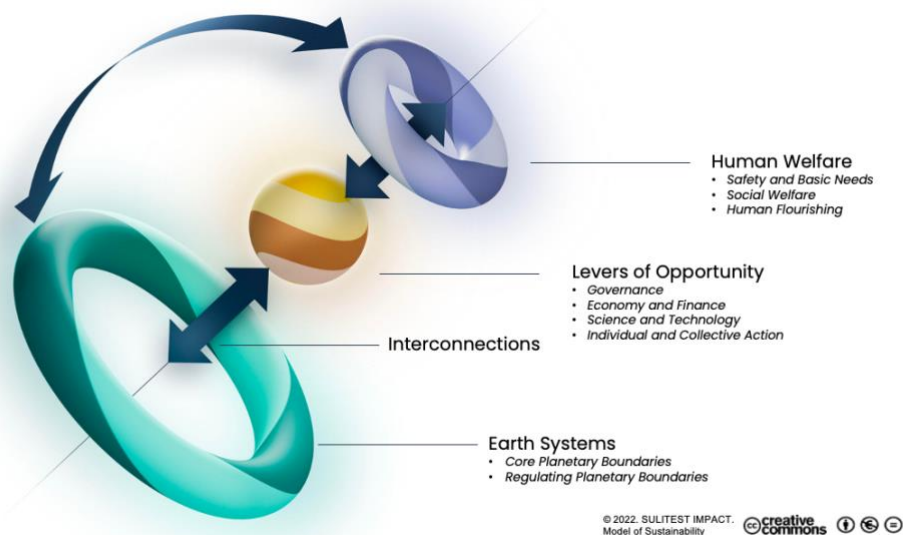 Human Welfare
• Safety and Basic Needs
• Social Welfare
• Human Flourishing
Levers of Opportunity
• Governance
• Economy and Finance
• Science and Technology
• Individual and Collective Action
Interconnections
Earth Systems
• Core Planetary Boundaries
• Regulating Planetary Boundaries
© 2022. SULITEST IMPACT.
Model of Sustainability
cc creative
commons